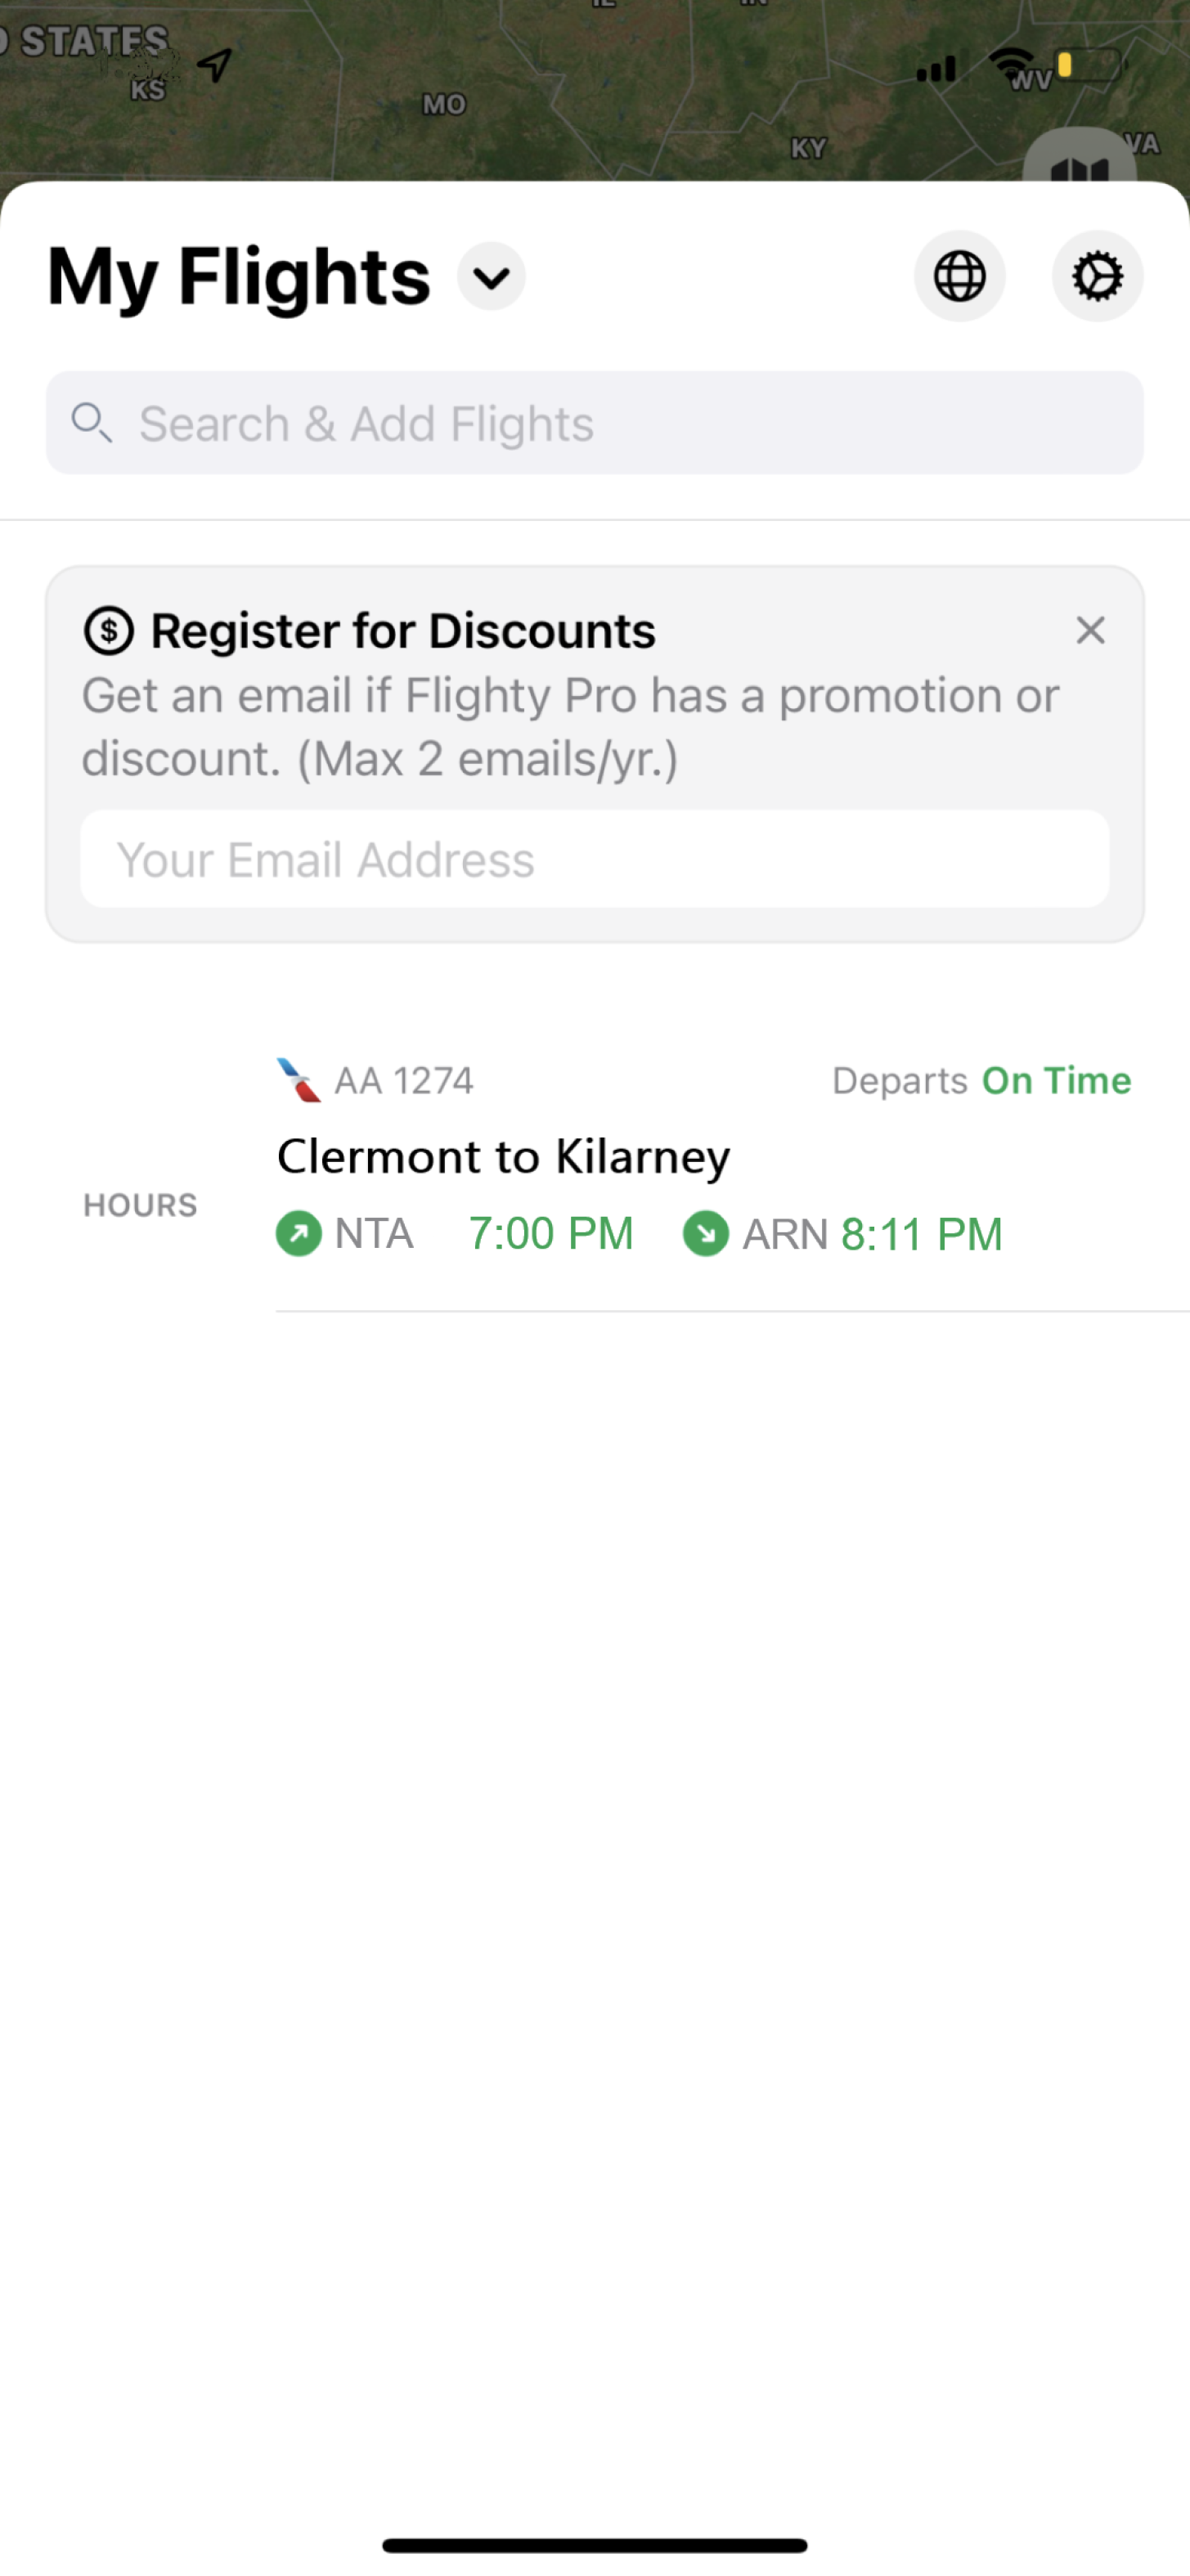 IL IN
D STATES
KS MO WV
KY VA
My Flights
Search & Add Flights
Register for Discounts
Get an email if Flighty Pro has a promotion or
discount. (Max 2 emails/yr.)
Your Email Address
AA 1274 Departs On Time
Clermont to Kilarney
HOURS
NTA 7:00 PM ARN 8:11 PM